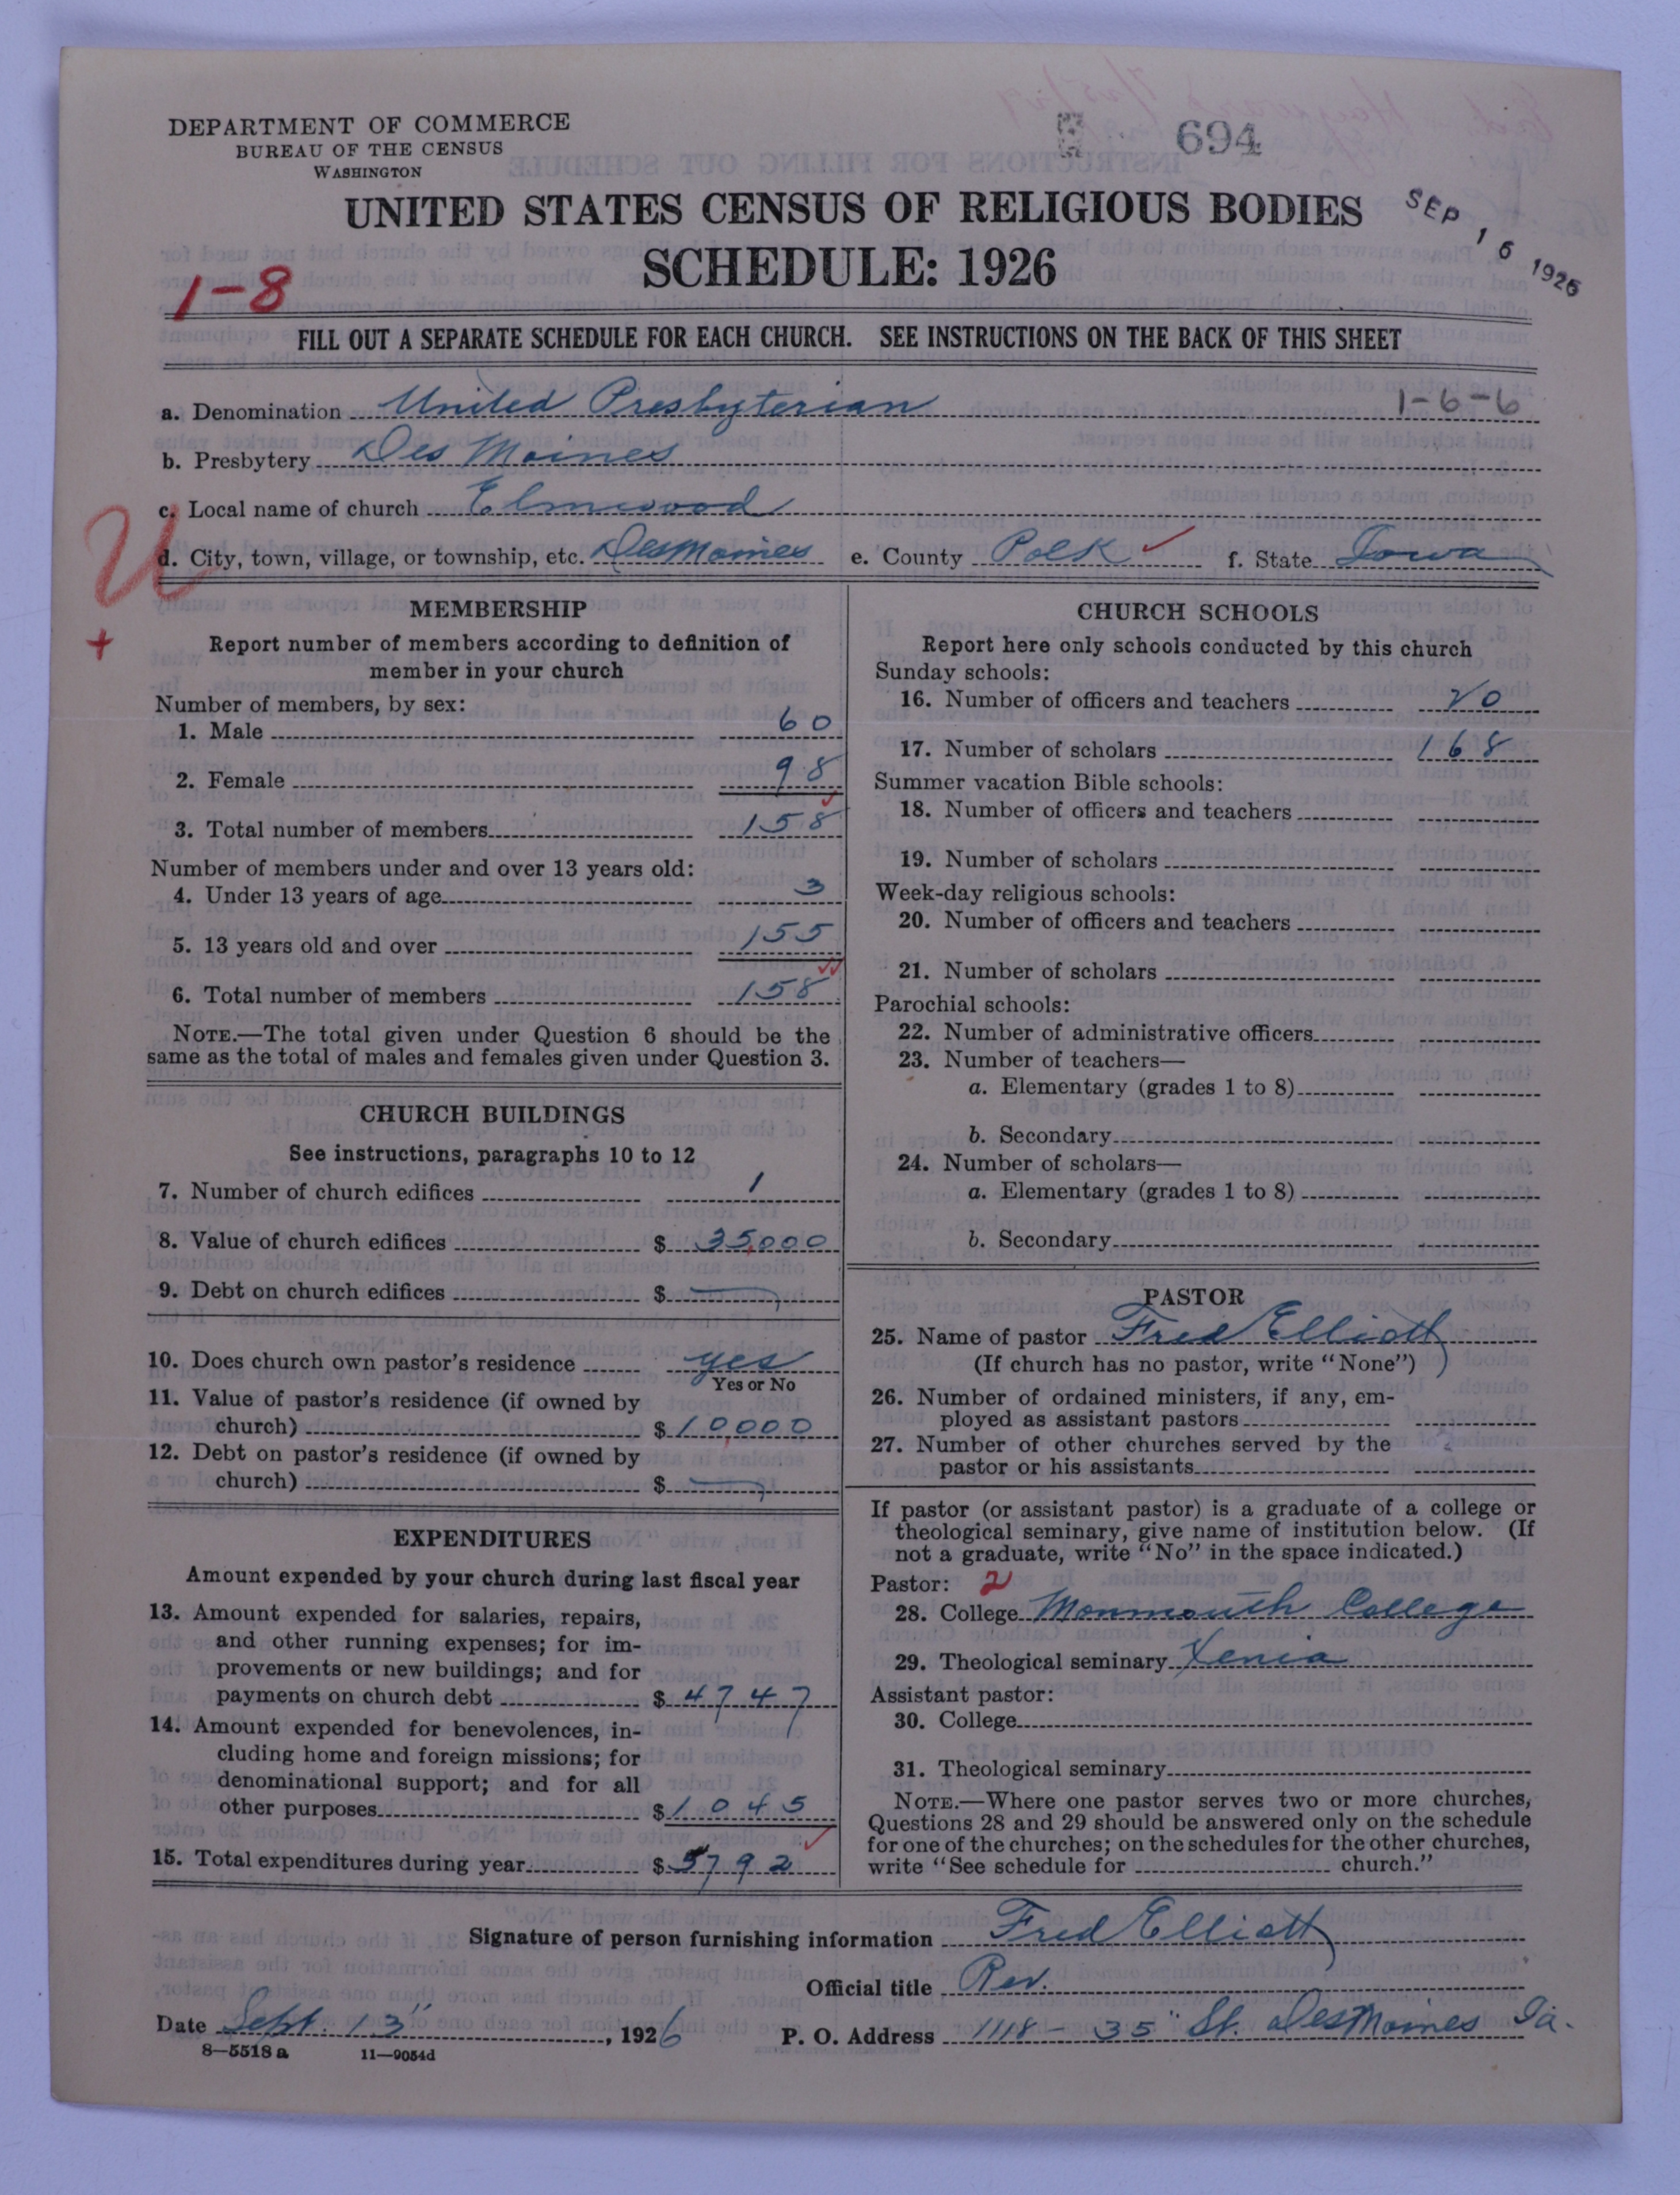 DEPARTMENT OF COMMERCE
BUREAU OF THE CENSUS
WASHINGTON
694
UNITED STATES CENSUS OF RELIGIOUS BODIES
SCHEDULE: 1926
SEP 16 1926
1-8
FILL OUT A SEPARATE SCHEDULE FOR EACH CHURCH. SEE INSTRUCTIONS ON THE BACK OF THIS SHEET
a. Denomination United Presbyterian 1-6-6
b. Presbytery Des Moines
c. Local name of church Elmwood
d. City, town, village, or township, etc. Des Moines e. County Polk f. State Iowa
U
+
MEMBERSHIP
Report number of members according to definition of
member in your church
Number of members, by sex:
1. Male 60
2. Female 98
3. Total number of members 158
Number of members under and over 13 years old:
4. Under 13 years of age 3
5. 13 years old and over 155
6. Total number of members 158
NOTE.—The total given under Question 6 should be the
same as the total of males and females given under Question 3.
CHURCH BUILDINGS
See instructions, paragraphs 10 to 12
7. Number of church edifices 1
8. Value of church edifices $ 35,000
9. Debt on church edifices $ —
10. Does church own pastor's residence yes
Yes or No
11. Value of pastor's residence (if owned by
church) $ 10,000
12. Debt on pastor's residence (if owned by
church) $ —
EXPENDITURES
Amount expended by your church during last fiscal year
13. Amount expended for salaries, repairs,
and other running expenses; for im-
provements or new buildings; and for
payments on church debt $ 4747
14. Amount expended for benevolences, in-
cluding home and foreign missions; for
denominational support; and for all
other purposes $ 1045
15. Total expenditures during year $ 5792
CHURCH SCHOOLS
Report here only schools conducted by this church
Sunday schools:
16. Number of officers and teachers 20
17. Number of scholars 168
Summer vacation Bible schools:
18. Number of officers and teachers
19. Number of scholars
Week-day religious schools:
20. Number of officers and teachers
21. Number of scholars
Parochial schools:
22. Number of administrative officers
23. Number of teachers—
a. Elementary (grades 1 to 8)
b. Secondary
24. Number of scholars—
a. Elementary (grades 1 to 8)
b. Secondary
PASTOR
25. Name of pastor Fred Elliott
(If church has no pastor, write "None")
26. Number of ordained ministers, if any, em-
ployed as assistant pastors
27. Number of other churches served by the
pastor or his assistants
If pastor (or assistant pastor) is a graduate of a college or
theological seminary, give name of institution below. (If
not a graduate, write "No" in the space indicated.)
Pastor: 2
28. College Monmouth College
29. Theological seminary Xenia
Assistant pastor:
30. College
31. Theological seminary
NOTE.—Where one pastor serves two or more churches,
Questions 28 and 29 should be answered only on the schedule
for one of the churches; on the schedules for the other churches,
write "See schedule for church."
Signature of person furnishing information Fred Elliott
Official title Rev.
Date Sept. 13", 1926 P. O. Address 1118 - 35" St. Des Moines Ia.
8—5518 a 11—9054d